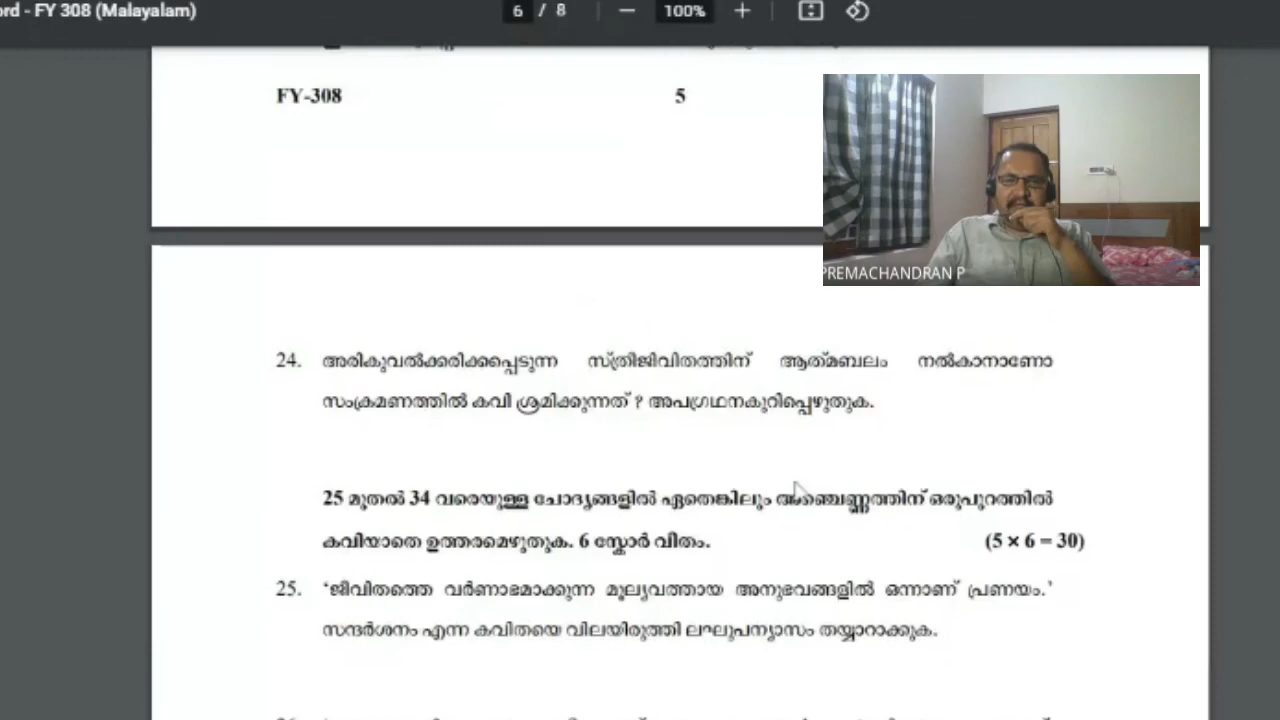 ord - FY 308 (Malayalam)
6 / 8 — 100% +
FY-308
5
PREMACHANDRAN P
24. അരികുവൽക്കരിക്കപ്പെടുന്ന സ്ത്രീജീവിതത്തിന് ആത്മബലം നൽകാനാണോ
സംക്രമണത്തിൽ കവി ശ്രമിക്കുന്നത് ? അപഗ്രഥനകുറിപ്പെഴുതുക.
25 മുതൽ 34 വരെയുള്ള ചോദ്യങ്ങളിൽ ഏതെങ്കിലും അഞ്ചെണ്ണത്തിന് ഒരുപുറത്തിൽ
കവിയാതെ ഉത്തരമെഴുതുക. 6 സ്കോർ വീതം. (5 × 6 = 30)
25. ‘ജീവിതത്തെ വർണാഭമാക്കുന്ന മൂല്യവത്തായ അനുഭവങ്ങളിൽ ഒന്നാണ് പ്രണയം.’
സന്ദർശനം എന്ന കവിതയെ വിലയിരുത്തി ലഘുപന്യാസം തയ്യാറാക്കുക.